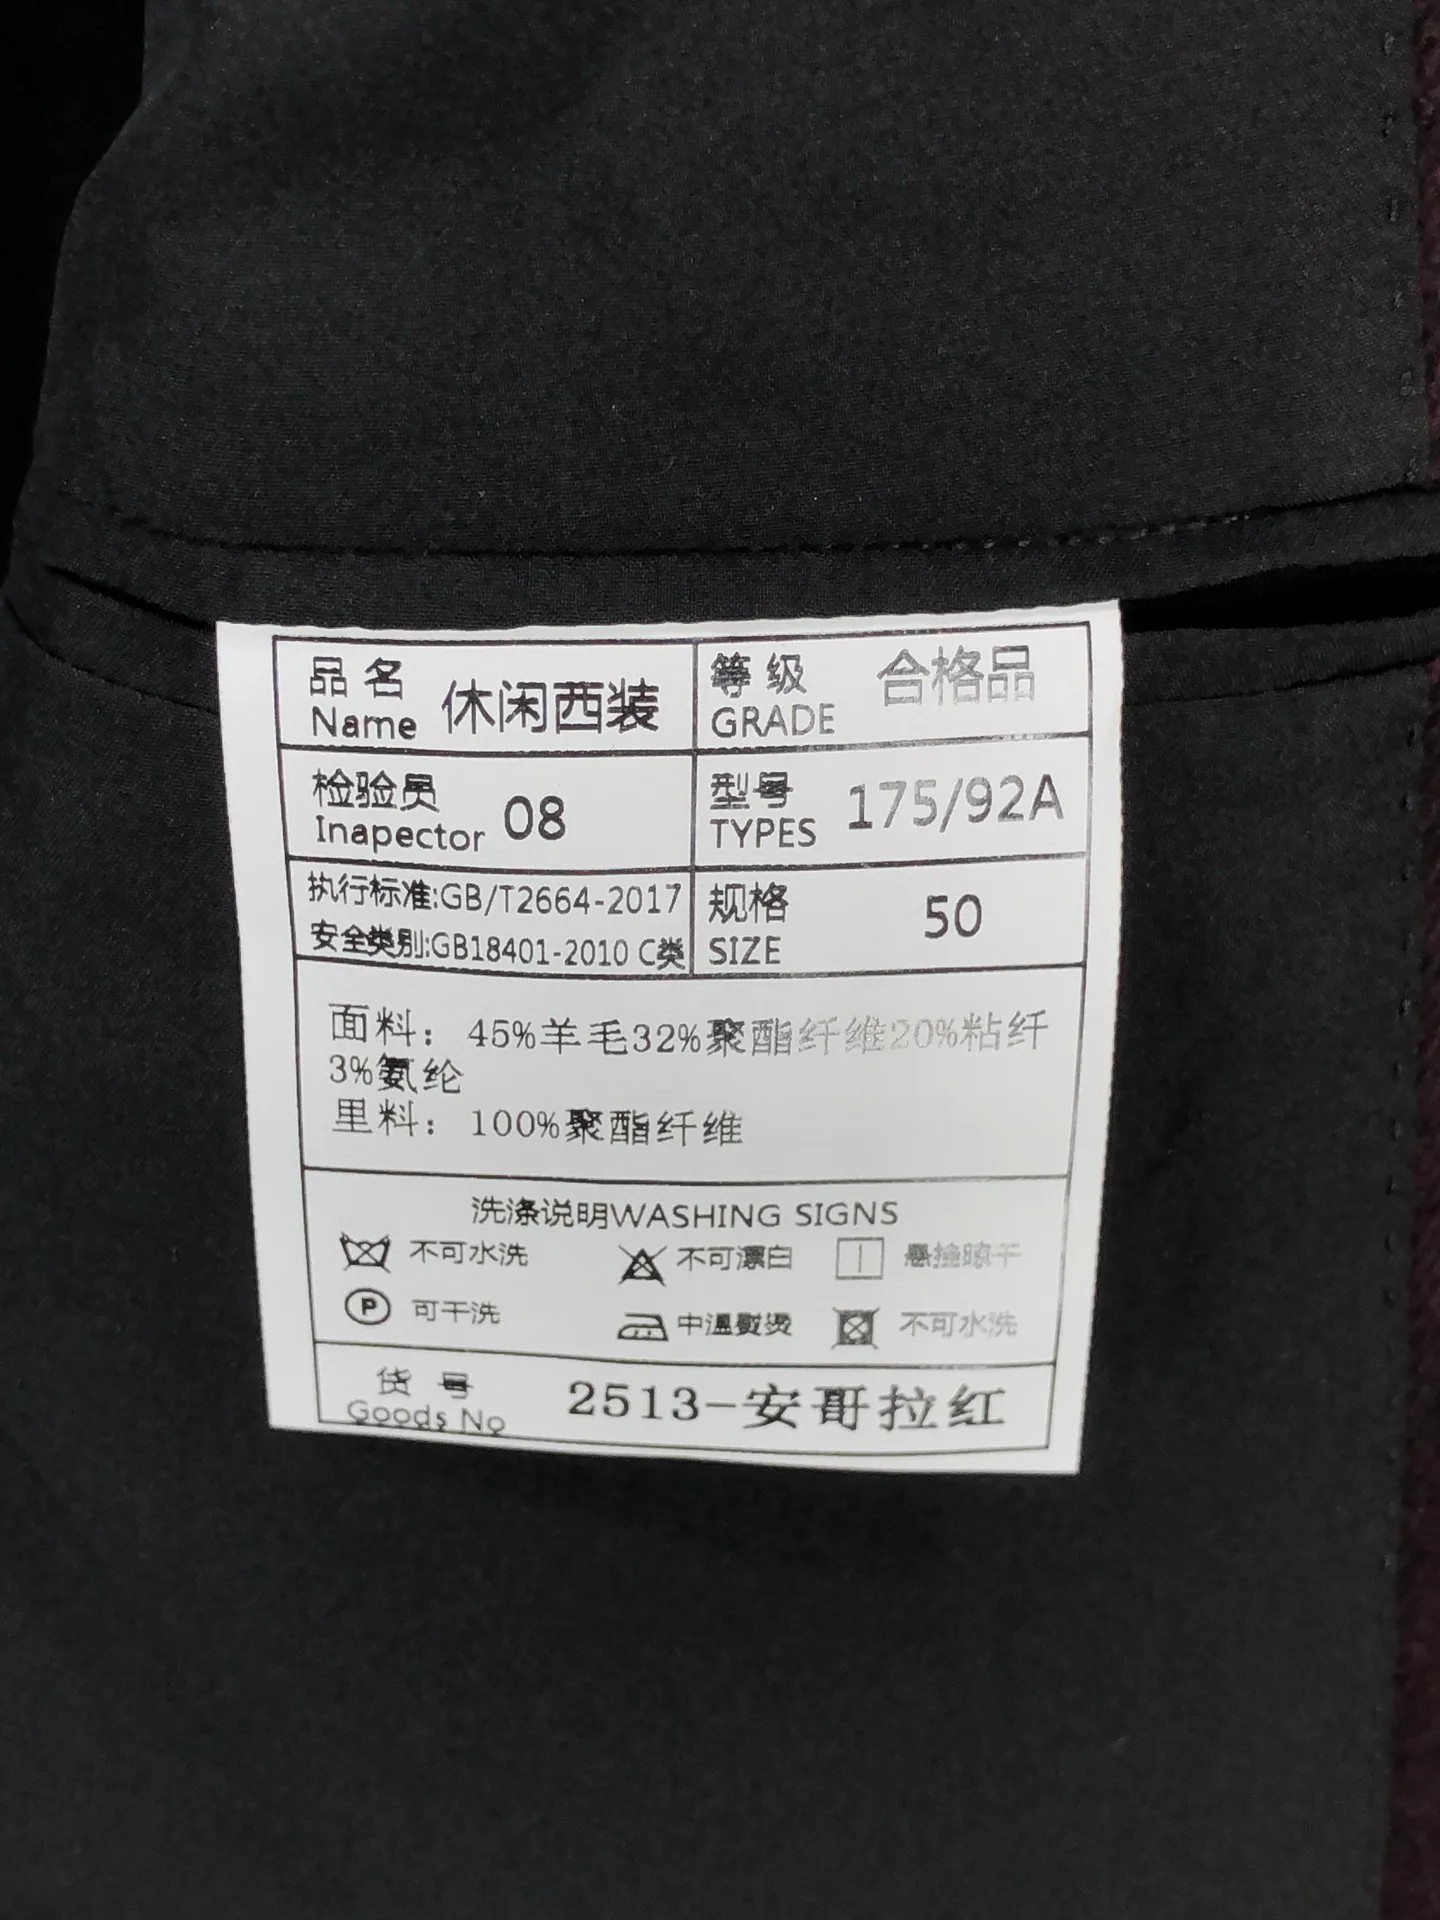 品名 休闲西装 等级 合格品
Name GRADE
检验员 08 型号 175/92A
Inapector TYPES
执行标准:GB/T2664-2017 规格 50
安全类别:GB18401-2010 C类 SIZE
面料：45%羊毛32%聚酯纤维20%粘纤
3%氨纶
里料：100%聚酯纤维
洗涤说明WASHING SIGNS
不可水洗 不可漂白 悬挂晾干
P 可干洗 中温熨烫 不可水洗
货号 2513-安哥拉红
Goods No